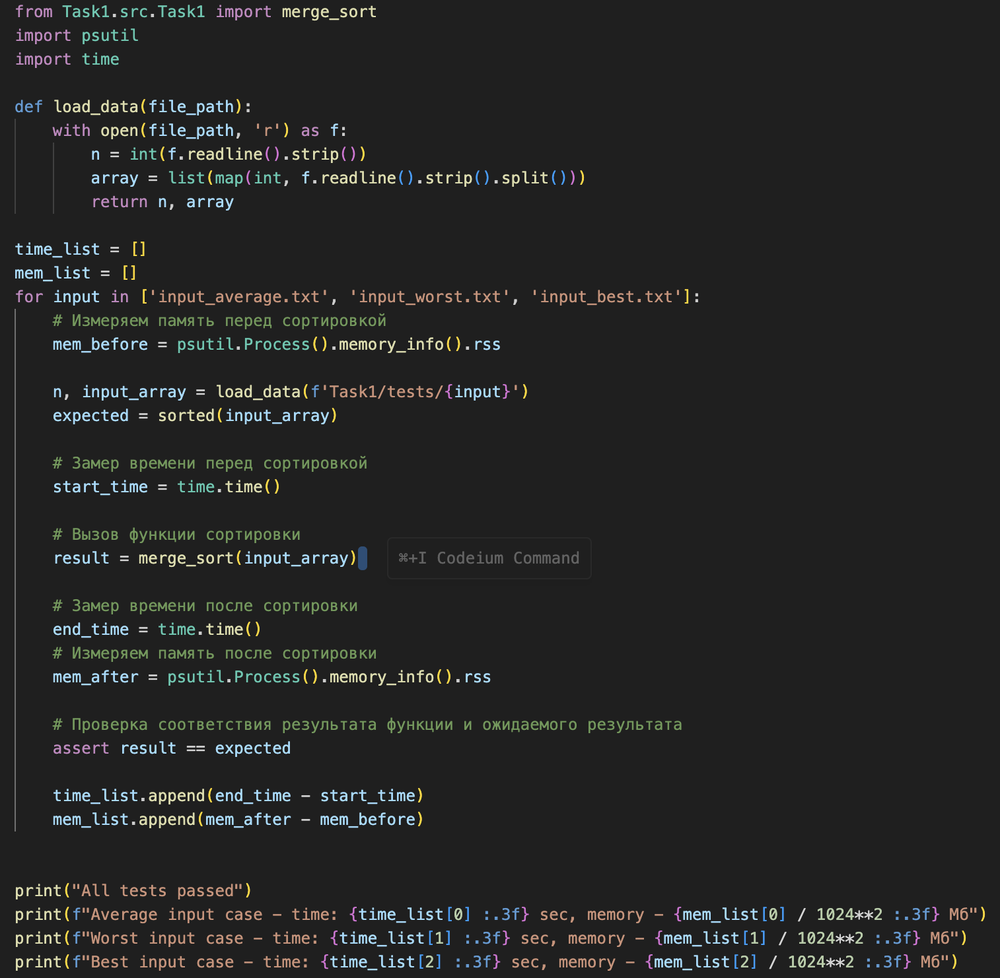 from Task1.src.Task1 import merge_sort
import psutil
import time
def load_data(file_path):
    with open(file_path, 'r') as f:
        n = int(f.readline().strip())
        array = list(map(int, f.readline().strip().split()))
        return n, array
time_list = []
mem_list = []
for input in ['input_average.txt', 'input_worst.txt', 'input_best.txt']:
    # Измеряем память перед сортировкой
    mem_before = psutil.Process().memory_info().rss
    n, input_array = load_data(f'Task1/tests/{input}')
    expected = sorted(input_array)
    # Замер времени перед сортировкой
    start_time = time.time()
    # Вызов функции сортировки
    result = merge_sort(input_array) ⌘+I Codeium Command
    # Замер времени после сортировки
    end_time = time.time()
    # Измеряем память после сортировки
    mem_after = psutil.Process().memory_info().rss
    # Проверка соответствия результата функции и ожидаемого результата
    assert result == expected
    time_list.append(end_time - start_time)
    mem_list.append(mem_after - mem_before)
print("All tests passed")
print(f"Average input case - time: {time_list[0] :.3f} sec, memory - {mem_list[0] / 1024**2 :.3f} Мб")
print(f"Worst input case - time: {time_list[1] :.3f} sec, memory - {mem_list[1] / 1024**2 :.3f} Мб")
print(f"Best input case - time: {time_list[2] :.3f} sec, memory - {mem_list[2] / 1024**2 :.3f} Мб")